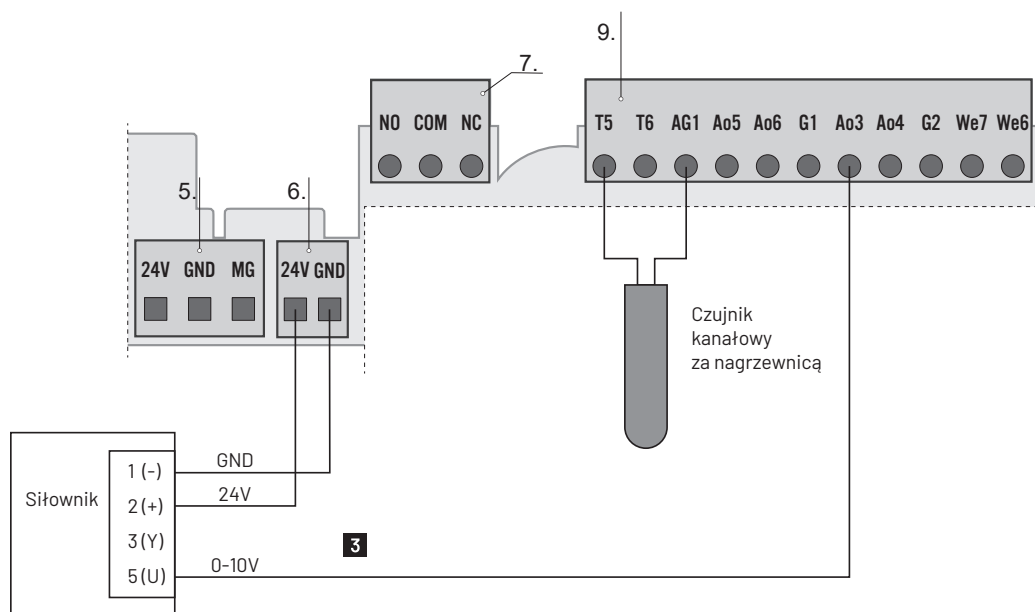 9.
7.
NO COM NC
T5 T6 AG1 Ao5 Ao6 G1 Ao3 Ao4 G2 We7 We6
5.
6.
24V GND MG
24V GND
Czujnik
kanałowy
za nagrzewnicą
Siłownik
1 (-)
GND
2 (+)
24V
3 (Y)
3
5 (U)
0-10V